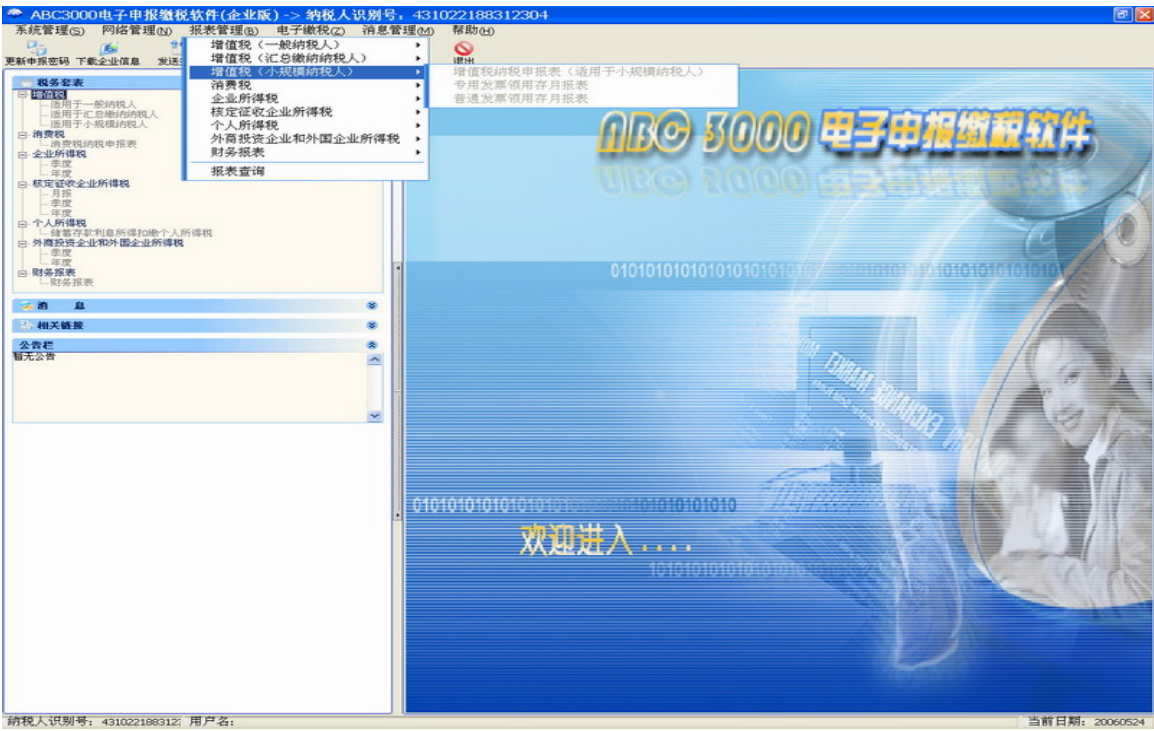 ABC3000电子申报缴税软件(企业版) -> 纳税人识别号：431022188312304
系统管理(S) 网络管理(N) 报表管理(B) 电子缴税(Z) 消息管理(M) 帮助(H)
更新申报密码 下载企业信息 发送 退出
增值税（一般纳税人）
增值税（汇总缴纳纳税人）
增值税（小规模纳税人）
消费税
企业所得税
核定征收企业所得税
个人所得税
外商投资企业和外国企业所得税
财务报表
报表查询
增值税纳税申报表（适用于小规模纳税人）
专用发票领用存月报表
普通发票领用存月报表
税务套表
增值税
适用于一般纳税人
适用于汇总缴纳纳税人
适用于小规模纳税人
消费税
消费税纳税申报表
企业所得税
季度
年度
核定征收企业所得税
月报
季度
年度
个人所得税
储蓄存款利息所得扣缴个人所得税
外商投资企业和外国企业所得税
季度
年度
财务报表
财务报表
消 息
相关链接
公告栏
暂无公告
ABC 3000 电子申报缴税软件
欢迎进入....
纳税人识别号： 431022188312 用户名：
当前日期： 20060524